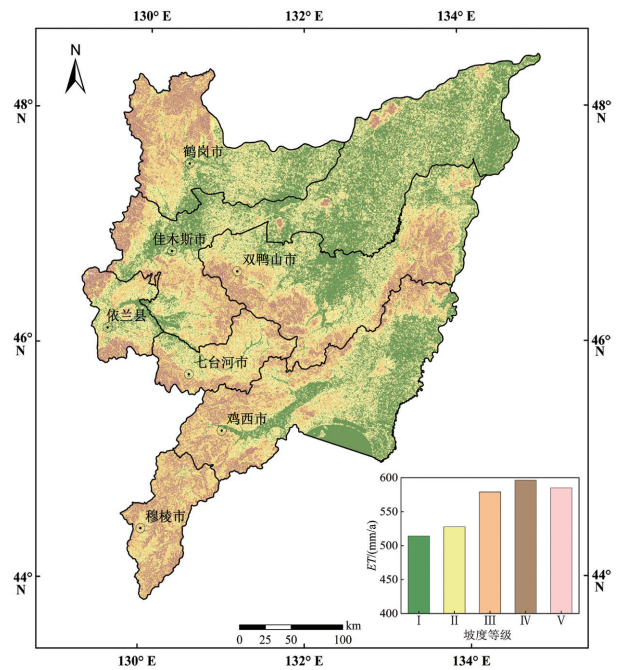 130° E 132° E 134° E
N
48°
N
48°
N
鹤岗市
佳木斯市
双鸭山市
依兰县
46°
N
46°
N
七台河市
鸡西市
穆棱市
44°
N
44°
N
600
550
500
450
400
ET/(mm/a)
I II III IV V
坡度等级
km
0 25 50 100
130° E 132° E 134° E